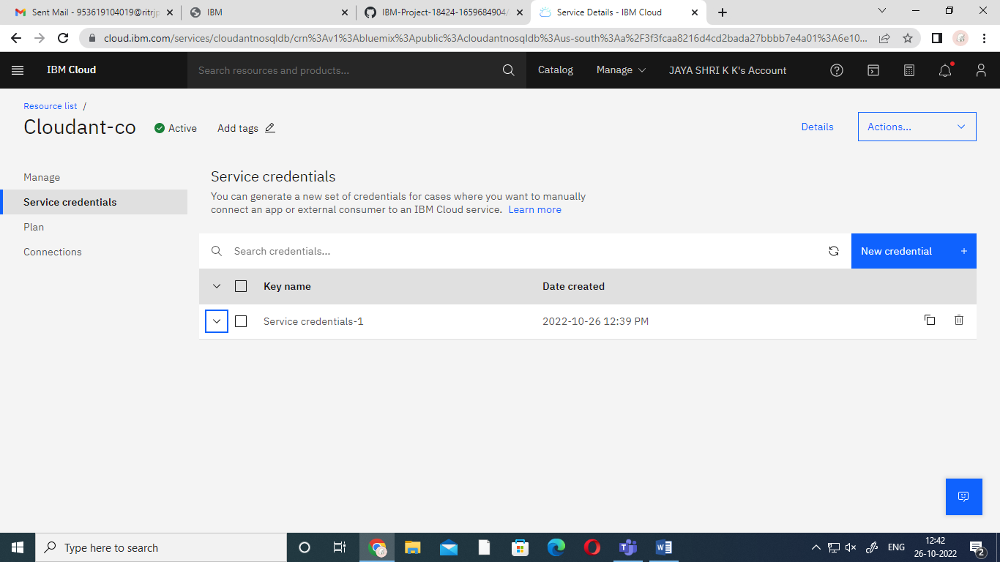 Sent Mail - 953619104019@ritrjp
IBM
IBM-Project-18424-1659684904/
Service Details - IBM Cloud
cloud.ibm.com/services/cloudantnosqldb/crn%3Av1%3Abluemix%3Apublic%3Acloudantnosqldb%3Aus-south%3Aa%2F3f3fcaa8216d4cd2bada27bbbb7e4a01%3A6e10...
IBM Cloud
Search resources and products...
Catalog
Manage
JAYA SHRI K K's Account
Resource list /
Cloudant-co
Active
Add tags
Details
Actions...
Manage
Service credentials
Plan
Connections
Service credentials
You can generate a new set of credentials for cases where you want to manually
connect an app or external consumer to an IBM Cloud service. Learn more
Search credentials...
New credential +
Key name
Date created
Service credentials-1
2022-10-26 12:39 PM
Type here to search
ENG
12:42
26-10-2022
2